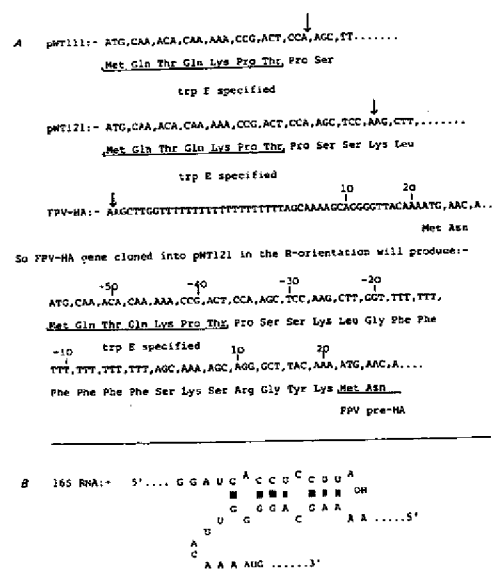 A pWT111:- ATG,CAA,ACA,CAA,AAA,CCG,ACT,CCA,AGC,TT.......
Met Gln Thr Gln Lys Pro Thr, Pro Ser
trp E specified
pWT121:- ATG,CAA,ACA,CAA,AAA,CCG,ACT,CCA,AGC,TCC,AAG,CTT,.......
Met Gln Thr Gln Lys Pro Thr, Pro Ser Ser Lys Leu
trp E specified
10 20
FPV-HA:- AAGCTTGGTTTTTTTTTTTTTTTTTTTTTTAGCAAAAGCAGGGGTTACAAAATG,AAC,A.
Met Asn
So FPV-HA gene cloned into pWT121 in the B-orientation will produce:-
-50 -40 -30 -20
ATG,CAA,ACA,CAA,AAA,CCG,ACT,CCA,AGC,TCC,AAG,CTT,GGT,TTT,TTT,
Met Gln Thr Gln Lys Pro Thr, Pro Ser Ser Lys Leu Gly Phe Phe
-10 trp E specified 10 20
TTT,TTT,TTT,TTT,AGC,AAA,AGC,AGG,GGT,TAC,AAA,ATG,AAC,A....
Phe Phe Phe Phe Ser Lys Ser Arg Gly Tyr Lys Met Asn
FPV pre-HA
B 16S RNA:+ 5'.... G G A U G A C C U C C U U A OH
G G G A C G A A A A .....5'
U G
U
A
C
A A A AUG ......3'